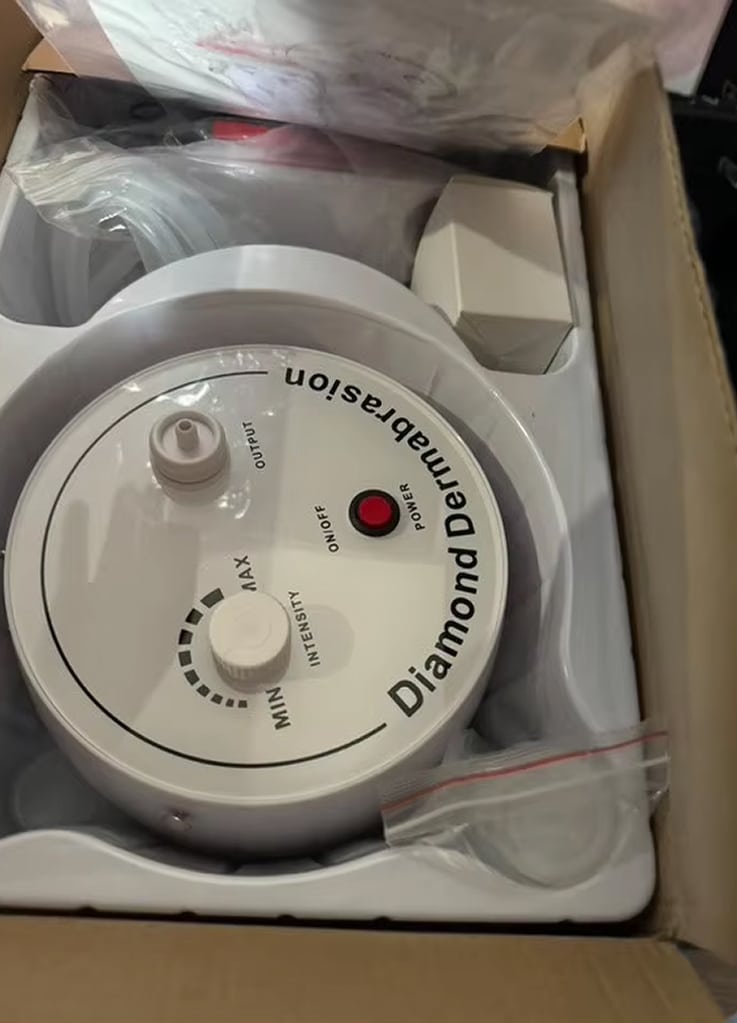 Diamond Dermabrasion
OUTPUT
ON/OFF
POWER
MAX
INTENSITY
MIN